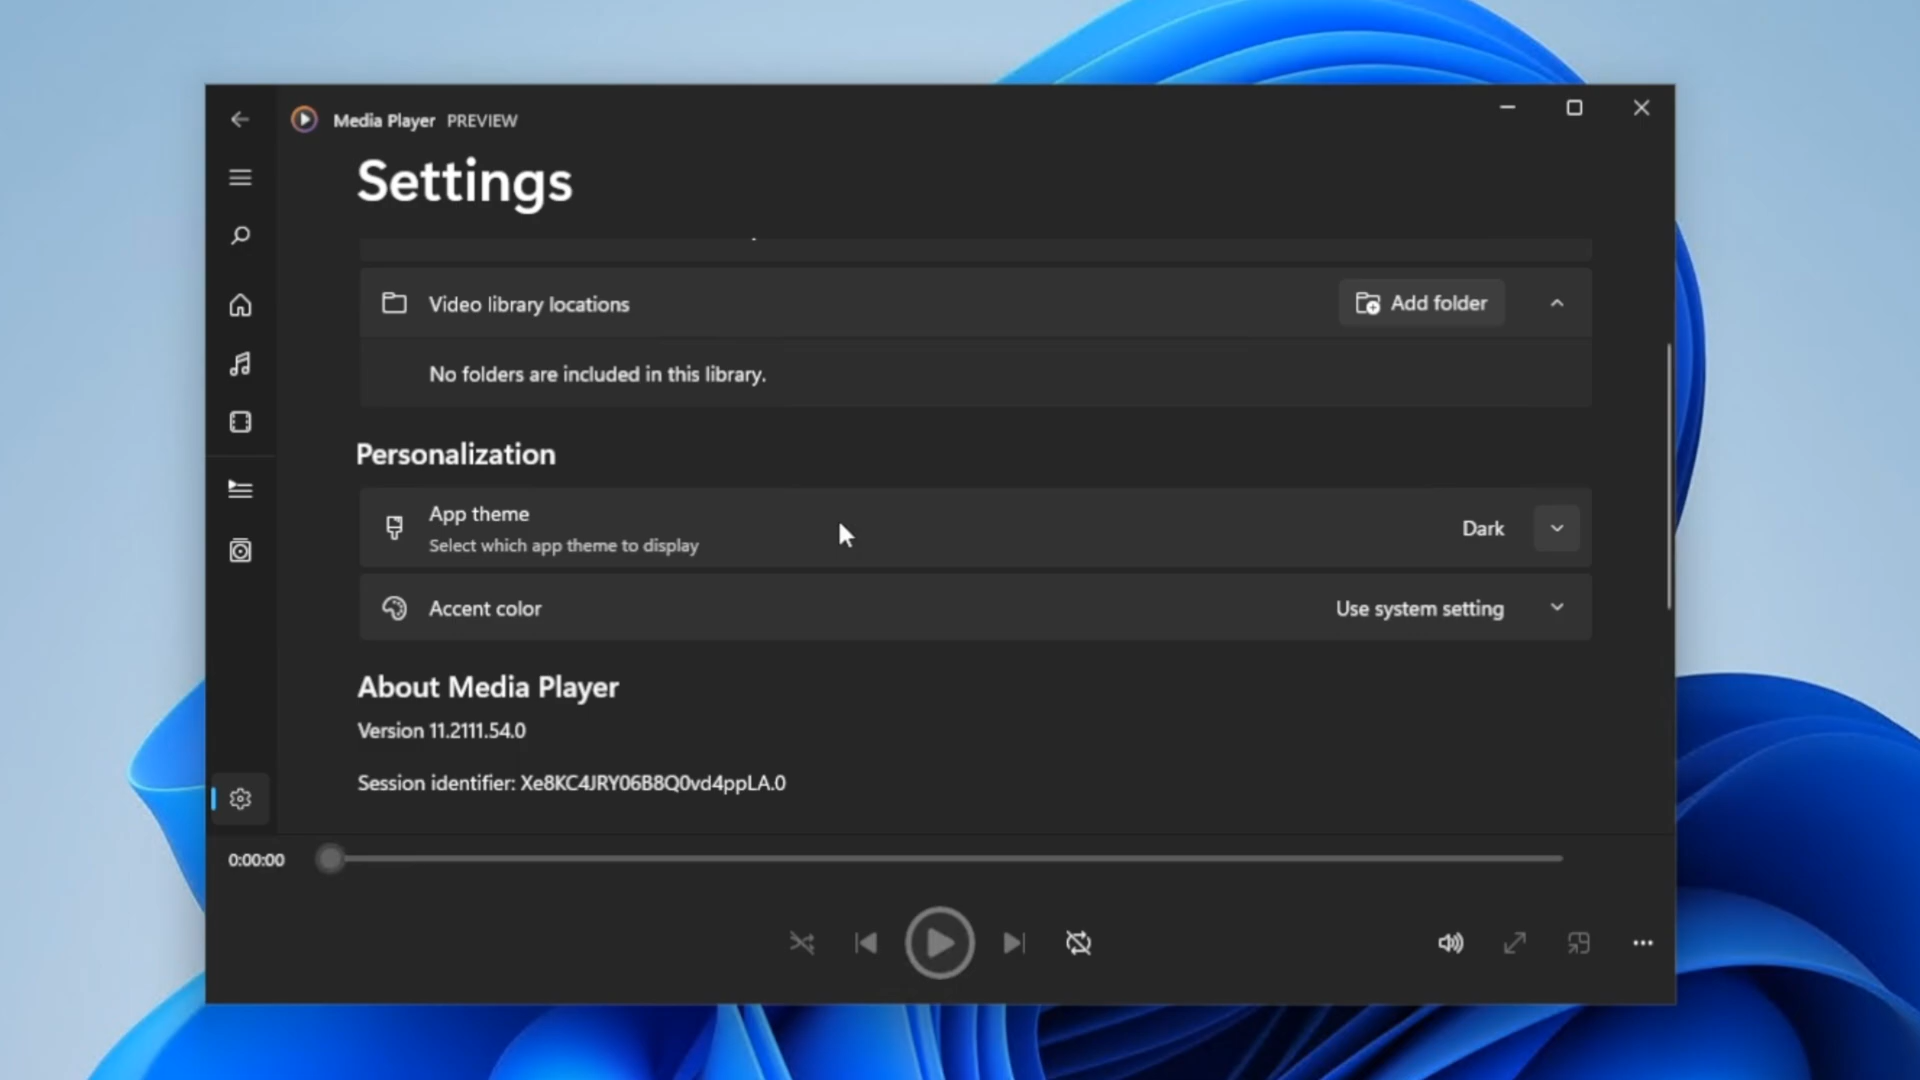 Media Player PREVIEW
Settings
Video library locations
Add folder
No folders are included in this library.
Personalization
App theme
Select which app theme to display
Dark
Accent color
Use system setting
About Media Player
Version 11.2111.54.0
Session identifier: Xe8KC4JRY06B8Q0vd4ppLA.0
0:00:00